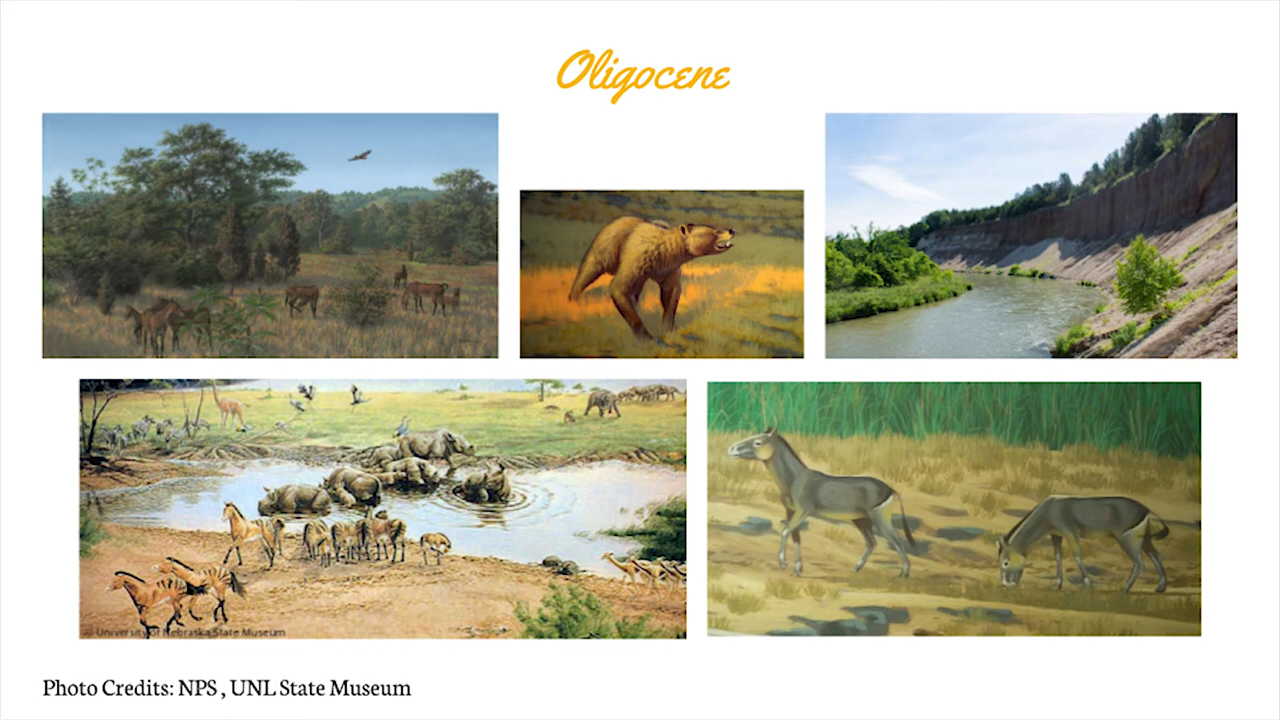 Oligocene
© University of Nebraska State Museum
Photo Credits: NPS , UNL State Museum